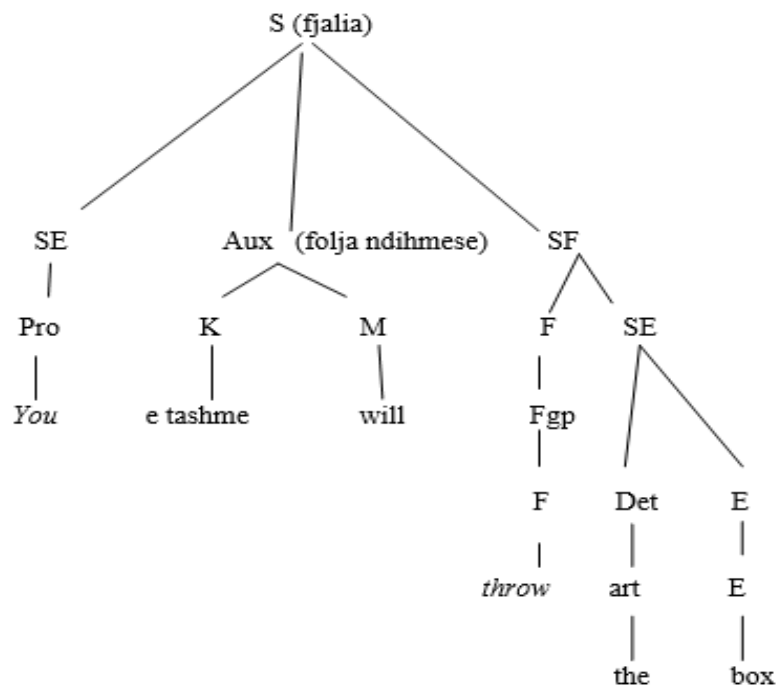 S (fjalia)
SE Aux (folja ndihmese) SF
Pro K M F SE
You e tashme will Fgp
F Det E
throw art E
the box